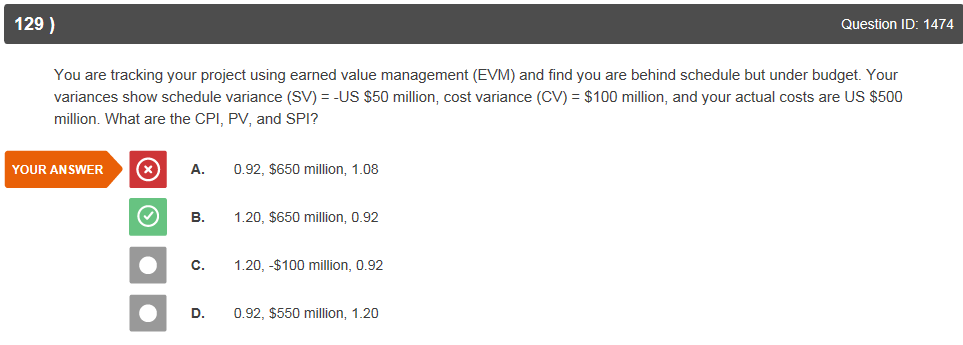 129 )
Question ID: 1474
You are tracking your project using earned value management (EVM) and find you are behind schedule but under budget. Your
variances show schedule variance (SV) = -US $50 million, cost variance (CV) = $100 million, and your actual costs are US $500
million. What are the CPI, PV, and SPI?
YOUR ANSWER
A. 0.92, $650 million, 1.08
B. 1.20, $650 million, 0.92
C. 1.20, -$100 million, 0.92
D. 0.92, $550 million, 1.20